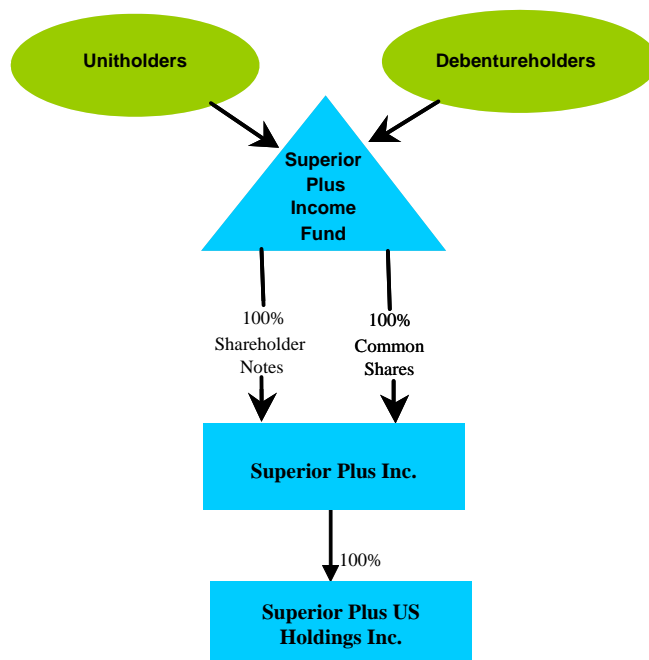 Unitholders
Debentureholders
Superior
Plus
Income
Fund
100%
Shareholder
Notes
100%
Common
Shares
Superior Plus Inc.
100%
Superior Plus US
Holdings Inc.